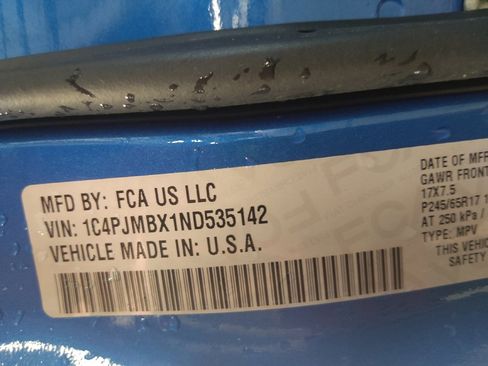 MFD BY: FCA US LLC
VIN: 1C4PJMBX1ND535142
VEHICLE MADE IN: U.S.A.
DATE OF MFR
GAWR FRONT
17X7.5
P245/65R17 1
AT 250 kPa /
TYPE: MPV
THIS VEHIC
SAFETY